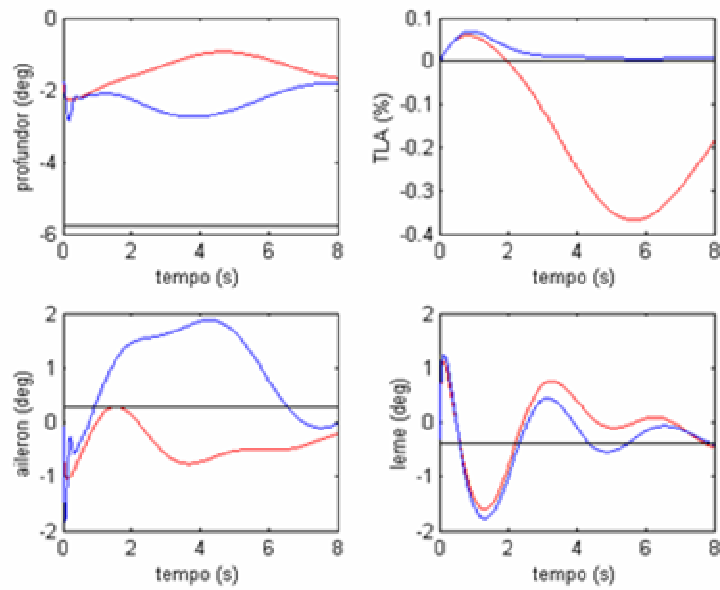 0
-2
-4
-6
profundor (deg)
0 2 4 6 8
tempo (s)
0.1
0
-0.1
-0.2
-0.3
-0.4
TLA (%)
0 2 4 6 8
tempo (s)
2
1
0
-1
-2
aileron (deg)
0 2 4 6 8
tempo (s)
2
1
0
-1
-2
leme (deg)
0 2 4 6 8
tempo (s)